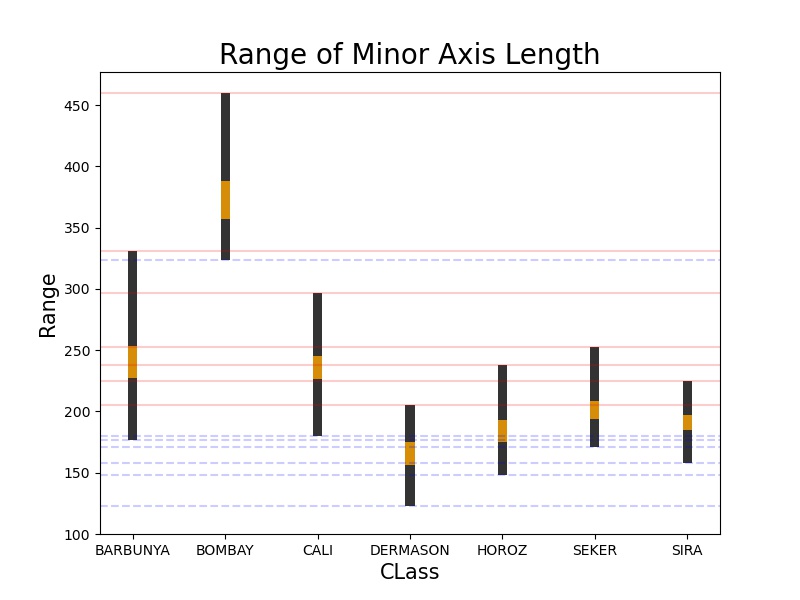 Range of Minor Axis Length
450
400
350
300
250
200
150
100
Range
BARBUNYA BOMBAY CALI DERMASON HOROZ SEKER SIRA
CLass